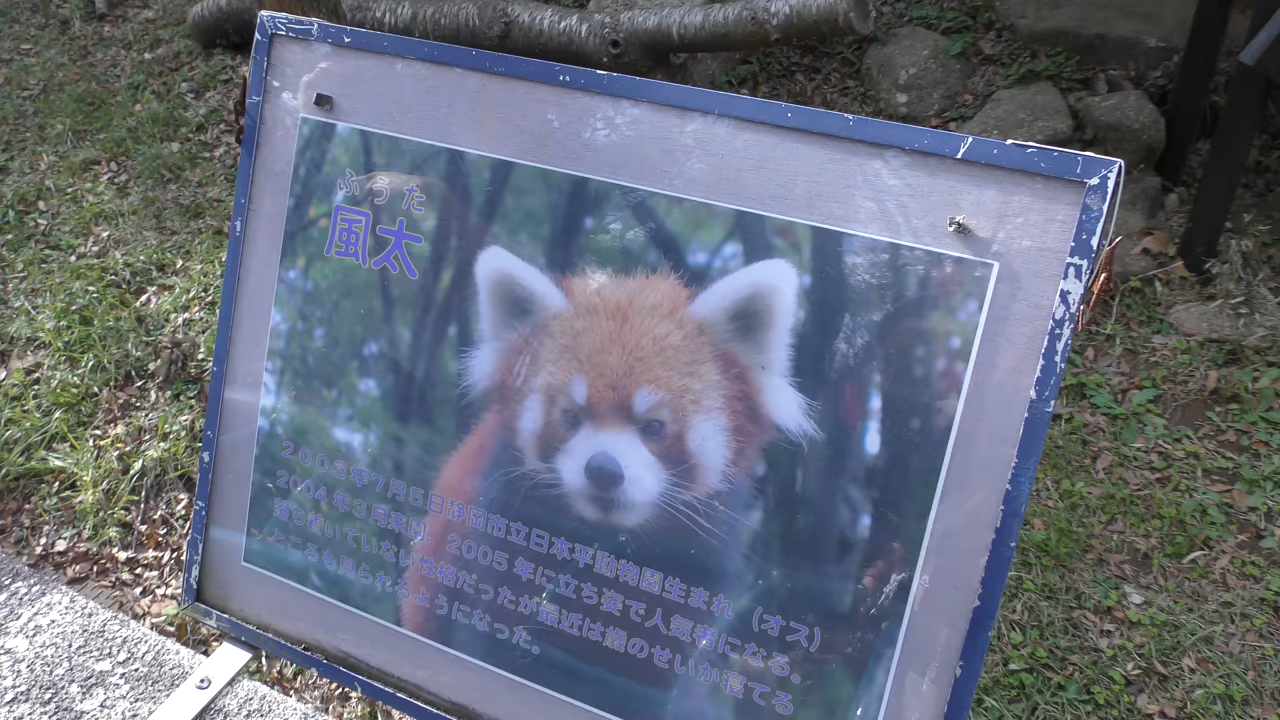 ふうた
風太
2003年7月5日静岡市立日本平動物園生まれ (オス)
2004年3月来園。2005年に立ち姿で人気者になる。
落ち着いていない性格だったが最近は歳のせいか寝てる
ところも見られるようになった。